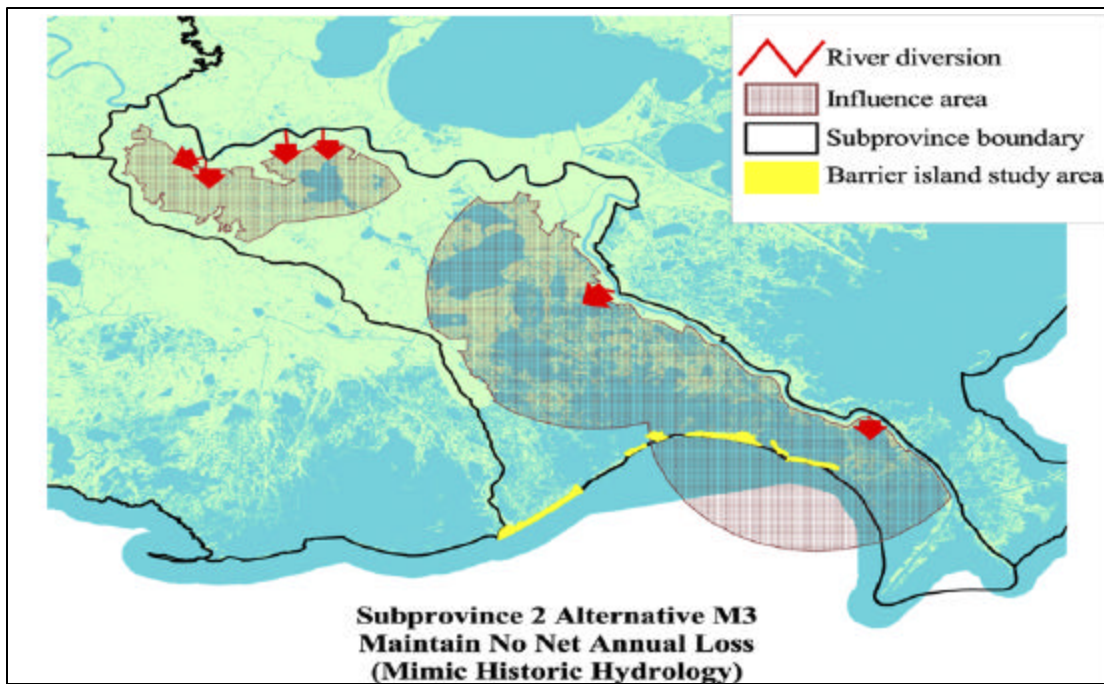 River diversion
Influence area
Subprovince boundary
Barrier island study area
Subprovince 2 Alternative M3
Maintain No Net Annual Loss
(Mimic Historic Hydrology)